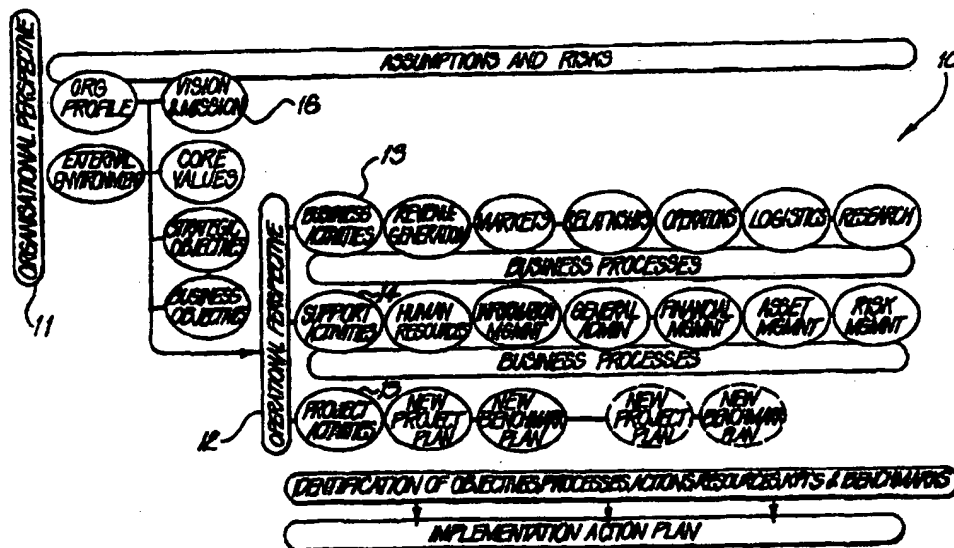 ORGANISATIONAL PERSPECTIVE
11
ASSUMPTIONS AND RISKS
10
ORG
PROFILE
VISION
& MISSION
16
EXTERNAL
ENVIRONMENT
CORE
VALUES
STRATEGIC
OBJECTIVES
BUSINESS
OBJECTIVES
OPERATIONAL PERSPECTIVE
12
13
BUSINESS
ACTIVITIES
REVENUE
GENERATION
MARKETS
RELATIONSHIPS
OPERATIONS
LOGISTICS
RESEARCH
BUSINESS PROCESSES
14
SUPPORT
ACTIVITIES
HUMAN
RESOURCES
INFORMATION
MGMNT
GENERAL
ADMIN
FINANCIAL
MGMNT
ASSET
MGMNT
RISK
MGMNT
BUSINESS PROCESSES
15
PROJECT
ACTIVITIES
NEW
PROJECT
PLAN
NEW
BENCHMARK
PLAN
NEW
PROJECT
PLAN
NEW
BENCHMARK
PLAN
IDENTIFICATION OF OBJECTIVES, PROCESSES, ACTIONS, RESOURCES, KPI'S & BENCHMARKS
IMPLEMENTATION ACTION PLAN